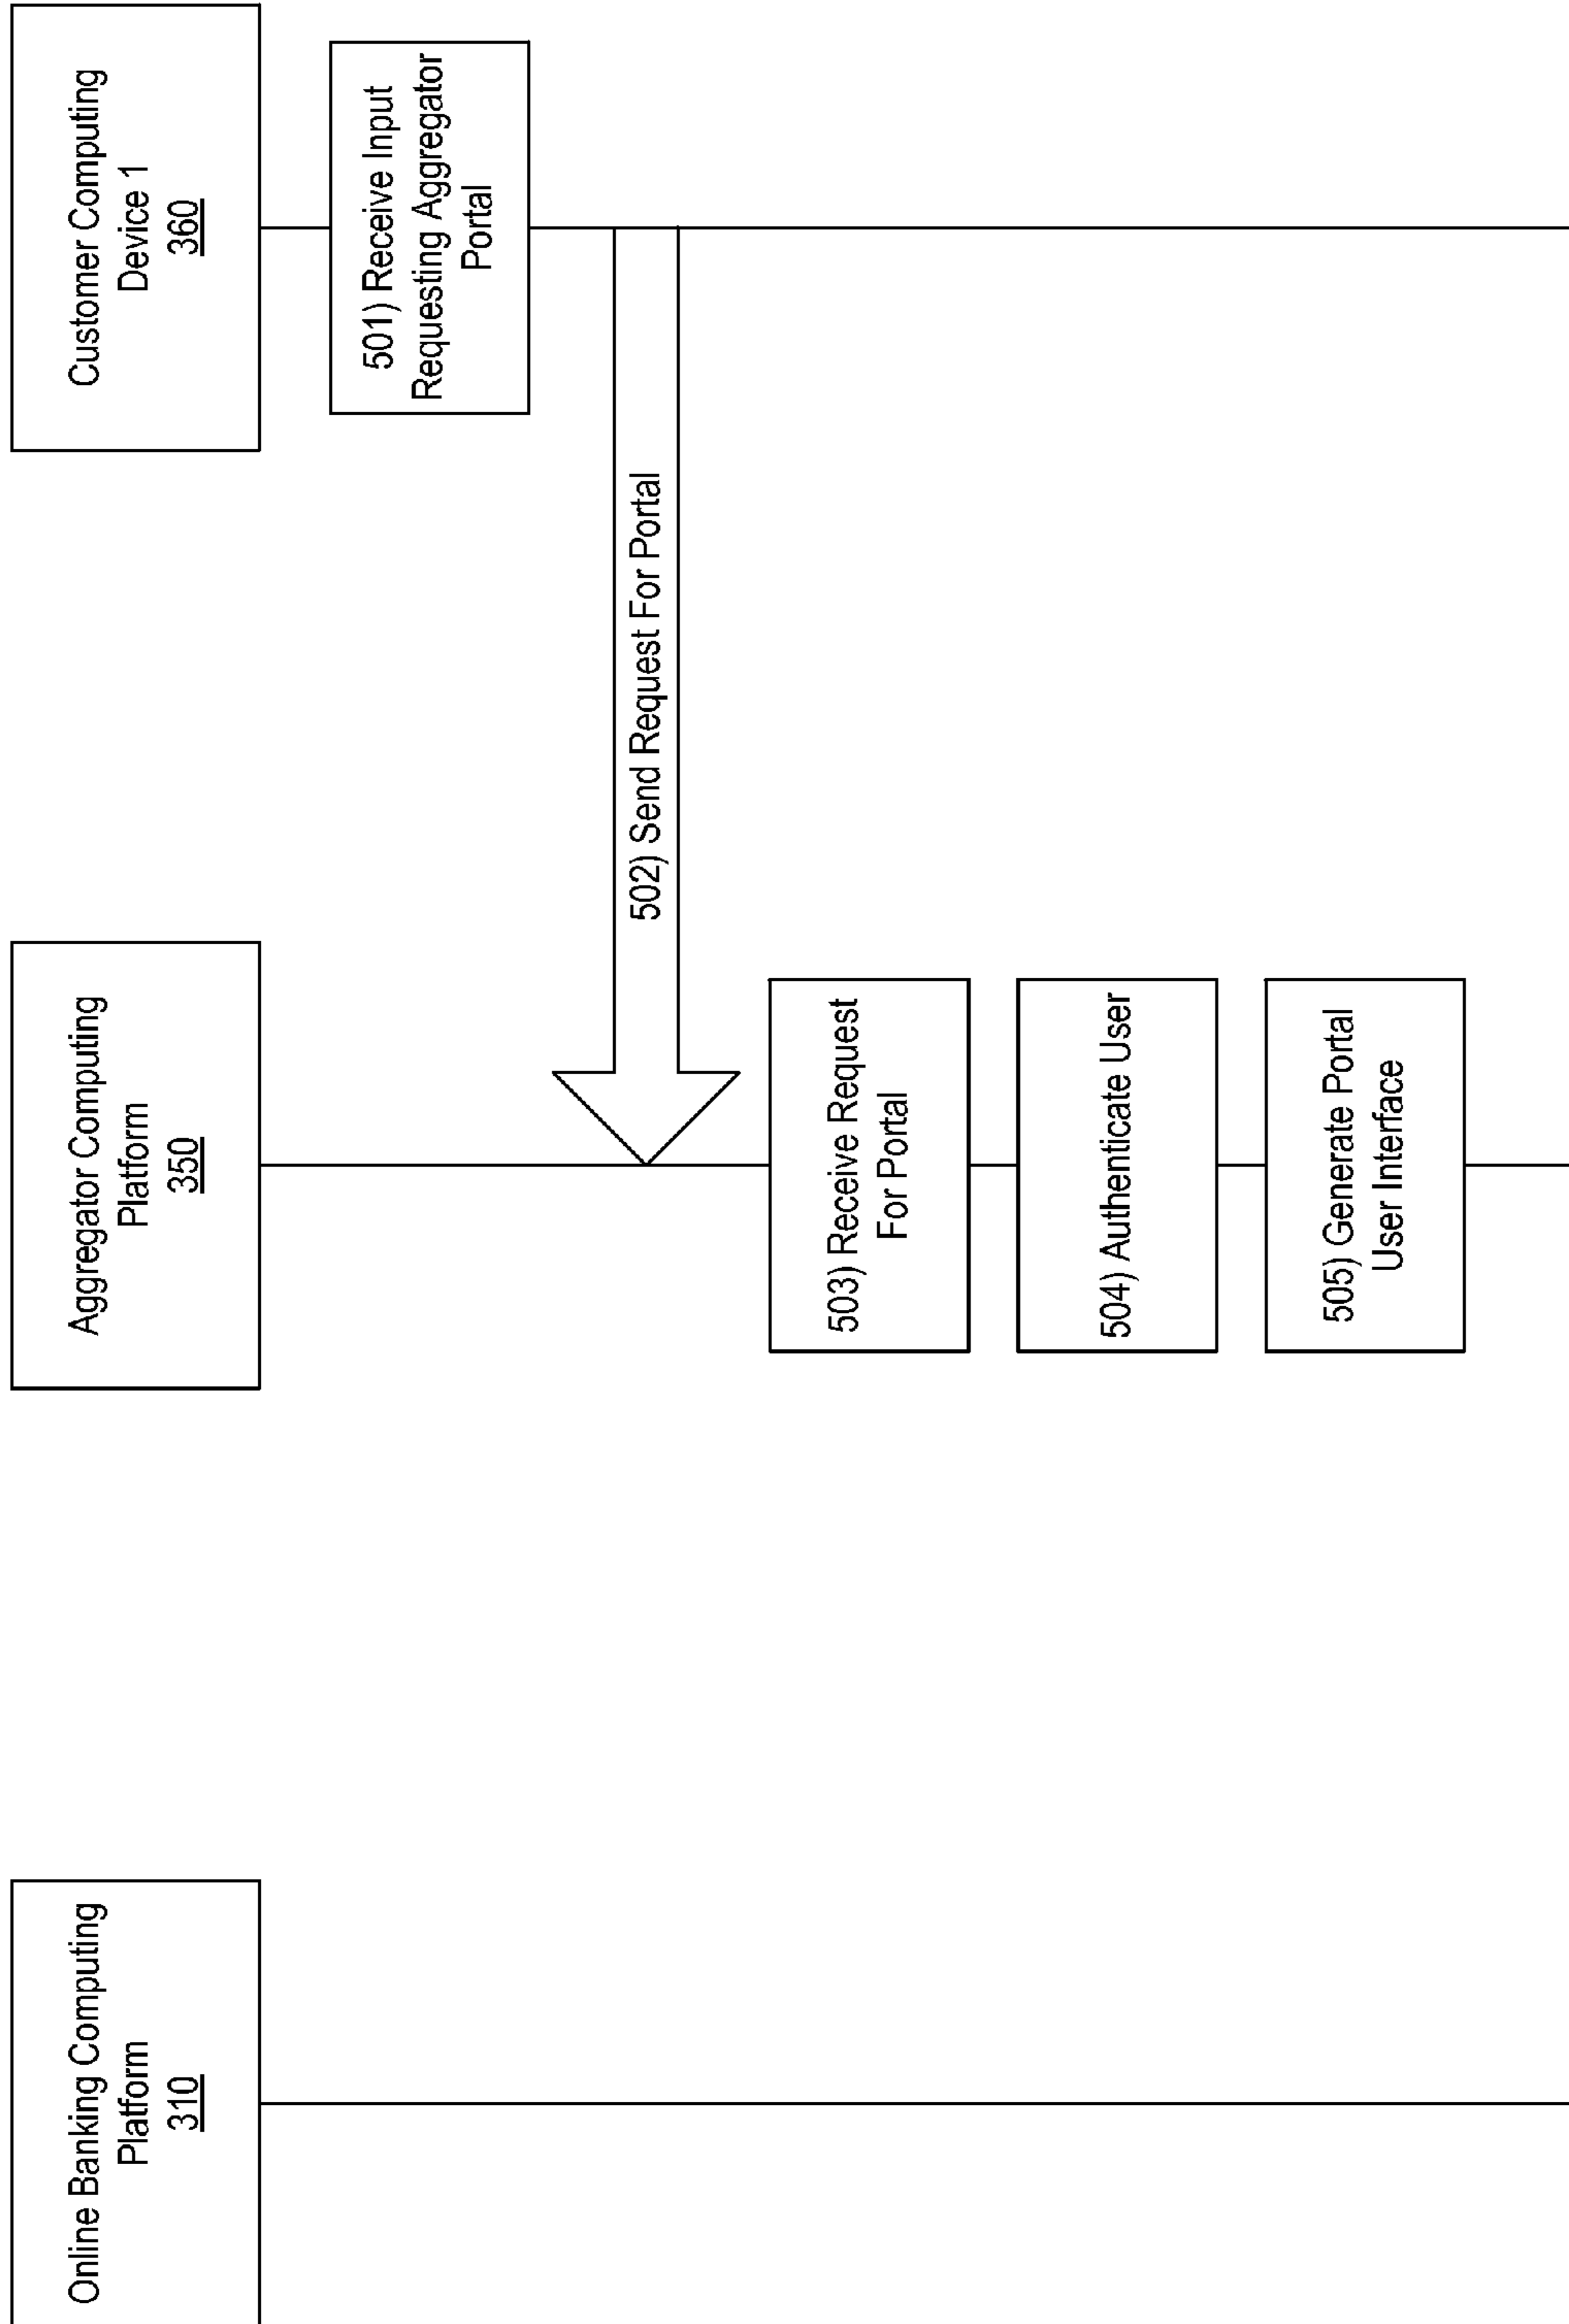 Online Banking Computing
Platform
310
Aggregator Computing
Platform
350
Customer Computing
Device 1
360
501) Receive Input
Requesting Aggregator
Portal
502) Send Request For Portal
503) Receive Request
For Portal
504) Authenticate User
505) Generate Portal
User Interface